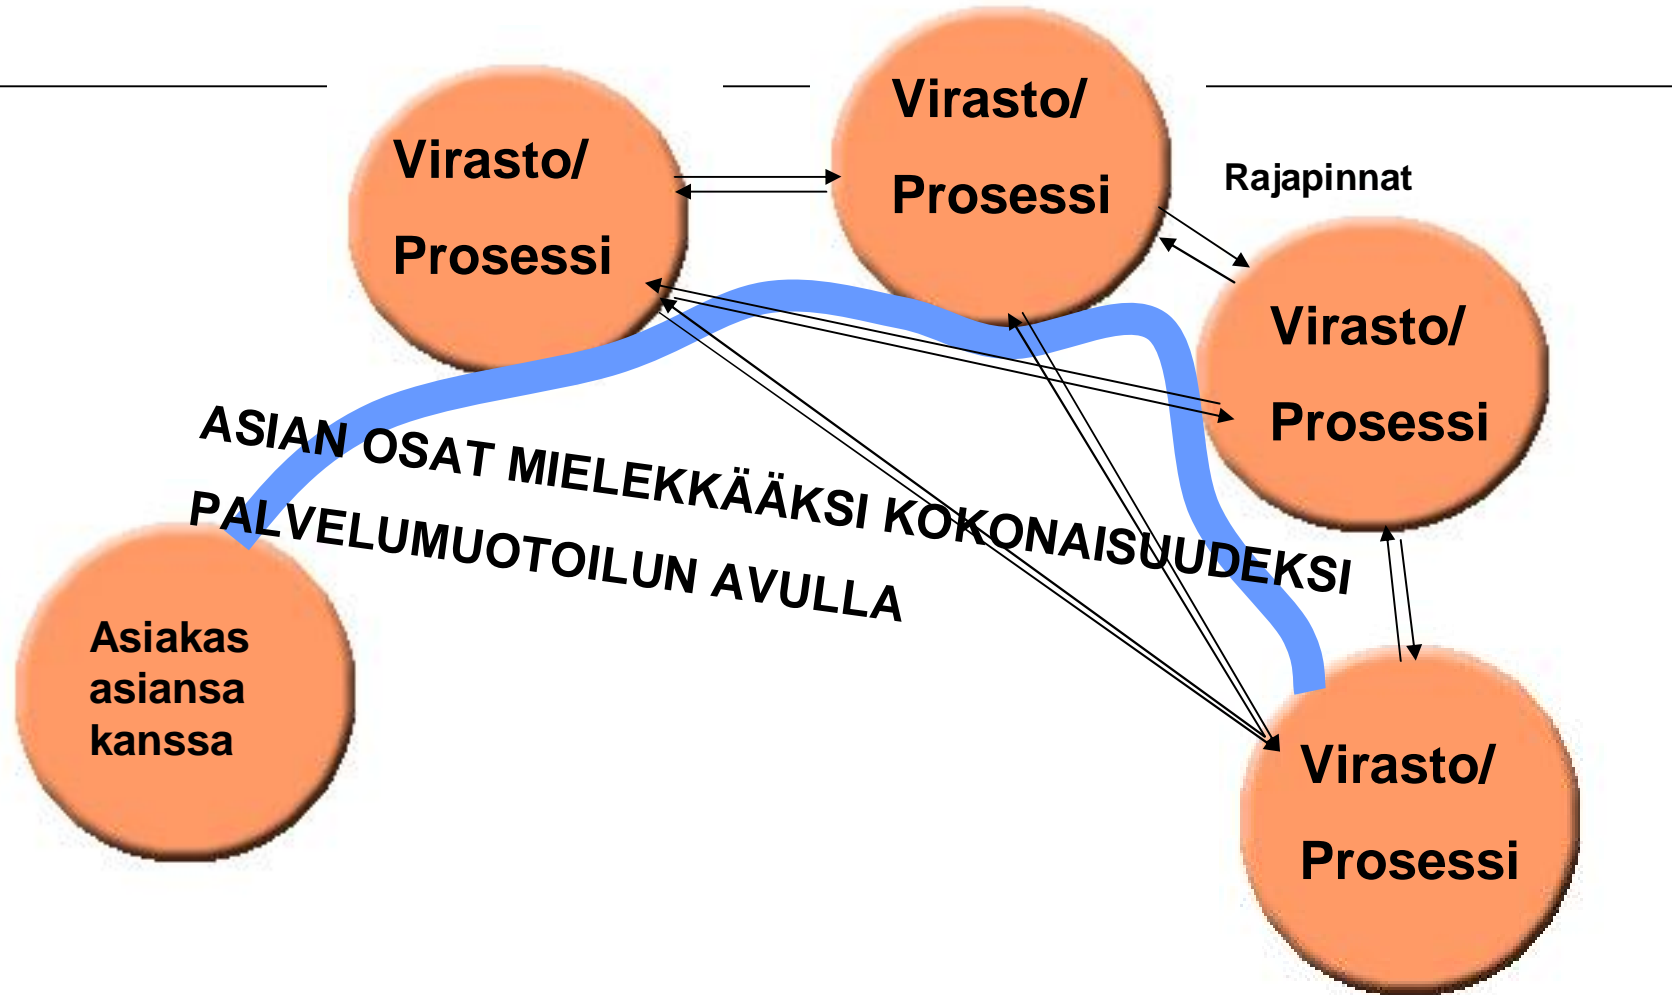 Virasto/
Prosessi
Virasto/
Prosessi
Rajapinnat
Virasto/
Prosessi
ASIAN OSAT MIELEKKÄÄKSI KOKONAISUUDEKSI
PALVELUMUOTOILUN AVULLA
Asiakas
asiansa
kanssa
Virasto/
Prosessi